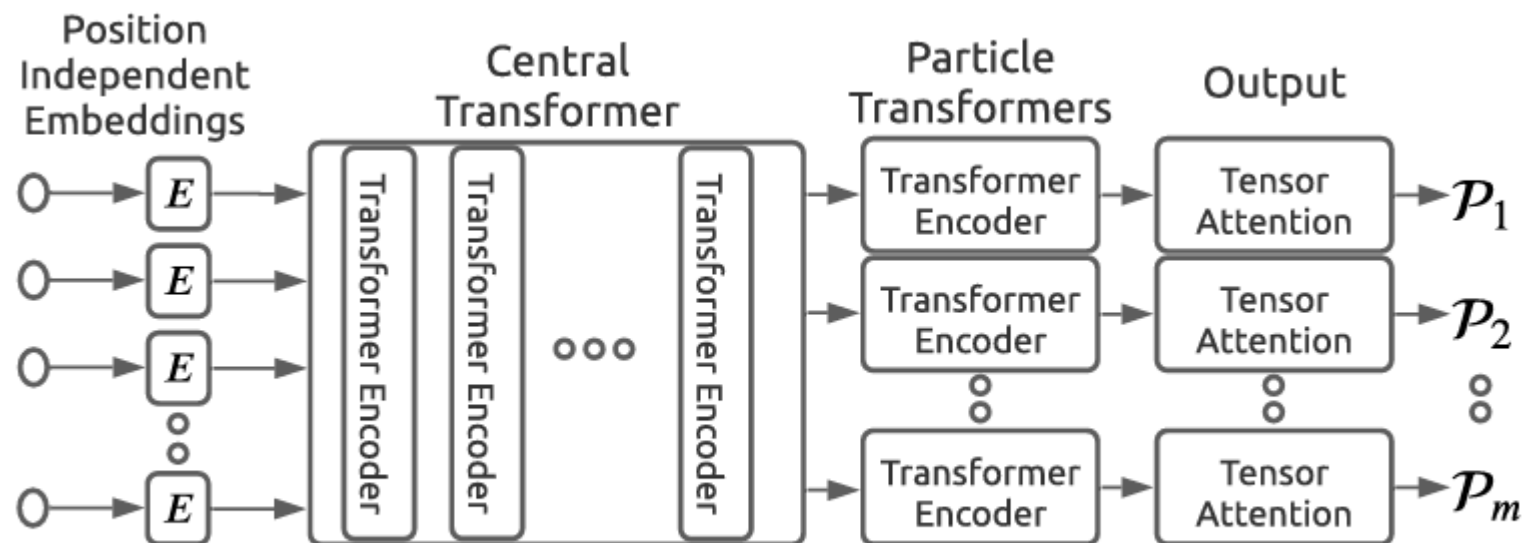 Position
Independent
Embeddings
Central
Transformer
Particle
Transformers
Output
E
E
E
E
Transformer Encoder
Transformer Encoder
Transformer Encoder
Transformer
Encoder
Tensor
Attention
𝒫₁
Transformer
Encoder
Tensor
Attention
𝒫₂
Transformer
Encoder
Tensor
Attention
𝒫ₘ